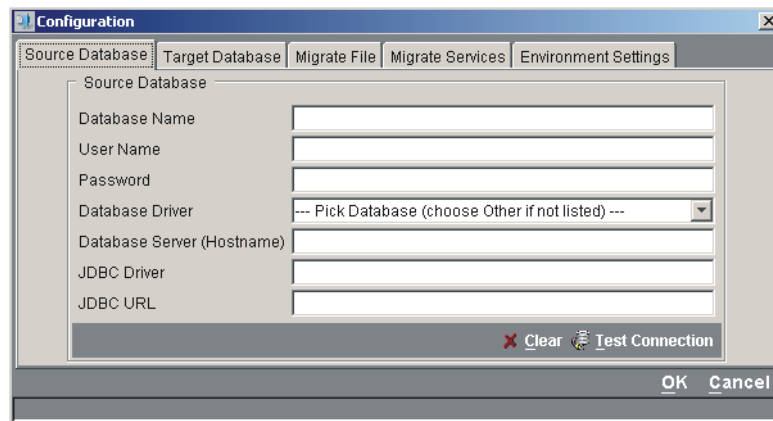 Configuration
Source Database Target Database Migrate File Migrate Services Environment Settings
Source Database
Database Name
User Name
Password
Database Driver --- Pick Database (choose Other if not listed) ---
Database Server (Hostname)
JDBC Driver
JDBC URL
Clear Test Connection
OK Cancel